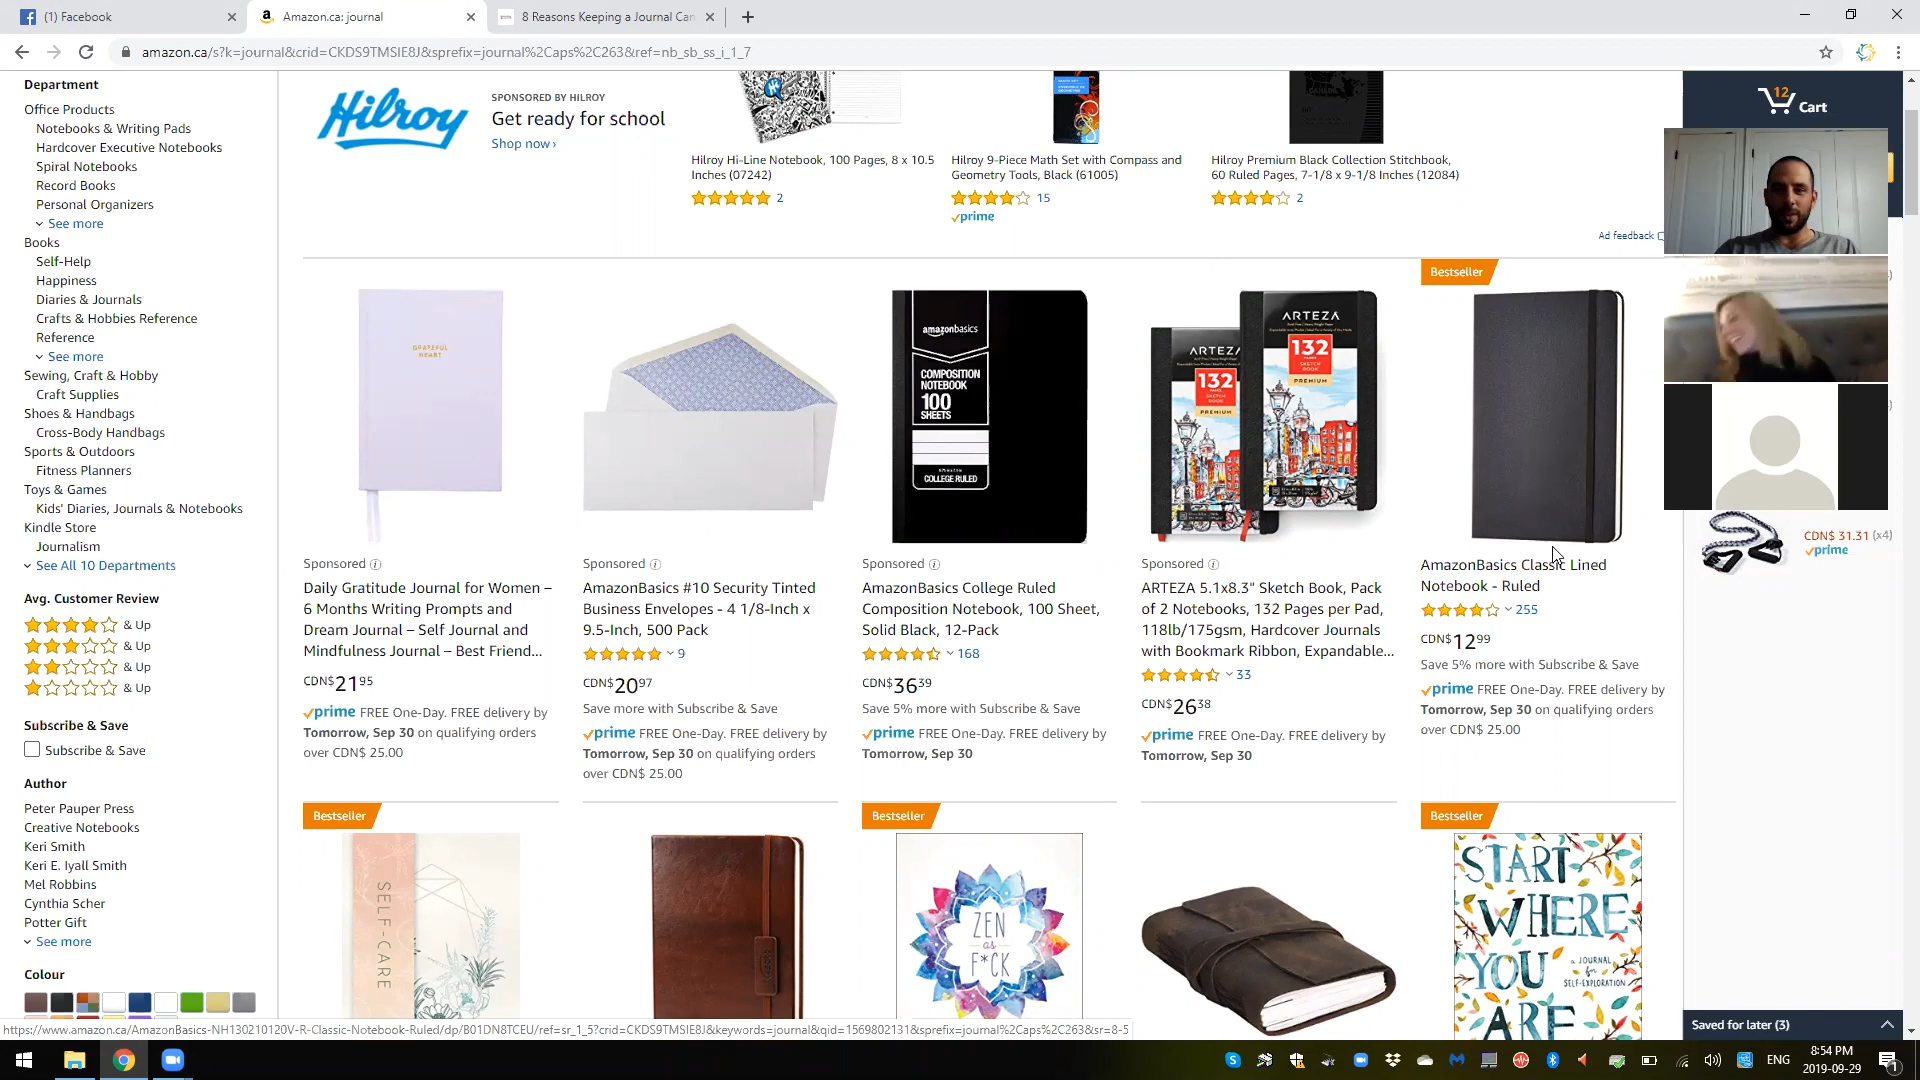 (1) Facebook
Amazon.ca: journal
8 Reasons Keeping a Journal Can
amazon.ca/s?k=journal&crid=CKDS9TMSIE8J&sprefix=journal%2Caps%2C263&ref=nb_sb_ss_i_1_7
Department
Office Products
Notebooks & Writing Pads
Hardcover Executive Notebooks
Spiral Notebooks
Record Books
Personal Organizers
See more
Books
Self-Help
Happiness
Diaries & Journals
Crafts & Hobbies Reference
Reference
See more
Sewing, Craft & Hobby
Craft Supplies
Shoes & Handbags
Cross-Body Handbags
Sports & Outdoors
Fitness Planners
Toys & Games
Kids' Diaries, Journals & Notebooks
Kindle Store
Journalism
See All 10 Departments
Avg. Customer Review
& Up
& Up
& Up
& Up
Subscribe & Save
Subscribe & Save
Author
Peter Pauper Press
Creative Notebooks
Keri Smith
Keri E. Iyall Smith
Mel Robbins
Cynthia Scher
Potter Gift
See more
Colour
Hilroy
SPONSORED BY HILROY
Get ready for school
Shop now ›
Hilroy Hi-Line Notebook, 100 Pages, 8 x 10.5
Inches (07242)
2
Hilroy 9-Piece Math Set with Compass and
Geometry Tools, Black (61005)
15
prime
Hilroy Premium Black Collection Stitchbook,
60 Ruled Pages, 7-1/8 x 9-1/8 Inches (12084)
2
Ad feedback
12
Cart
GRATEFUL
HEART
Sponsored
Daily Gratitude Journal for Women –
6 Months Writing Prompts and
Dream Journal – Self Journal and
Mindfulness Journal – Best Friend...
CDN$ 21 95
prime FREE One-Day. FREE delivery by
Tomorrow, Sep 30 on qualifying orders
over CDN$ 25.00
Sponsored
AmazonBasics #10 Security Tinted
Business Envelopes - 4 1/8-Inch x
9.5-Inch, 500 Pack
9
CDN$ 20 97
Save more with Subscribe & Save
prime FREE One-Day. FREE delivery by
Tomorrow, Sep 30 on qualifying orders
over CDN$ 25.00
amazonbasics
COMPOSITION
NOTEBOOK
100
SHEETS
COLLEGE RULED
Sponsored
AmazonBasics College Ruled
Composition Notebook, 100 Sheet,
Solid Black, 12-Pack
168
CDN$ 36 39
Save 5% more with Subscribe & Save
prime FREE One-Day. FREE delivery by
Tomorrow, Sep 30
ARTEZA
132
PREMIUM
ARTEZA
132
PREMIUM
Sponsored
ARTEZA 5.1x8.3" Sketch Book, Pack
of 2 Notebooks, 132 Pages per Pad,
118lb/175gsm, Hardcover Journals
with Bookmark Ribbon, Expandable...
33
CDN$ 26 38
prime FREE One-Day. FREE delivery by
Tomorrow, Sep 30
Bestseller
AmazonBasics Classic Lined
Notebook - Ruled
255
CDN$ 12 99
Save 5% more with Subscribe & Save
prime FREE One-Day. FREE delivery by
Tomorrow, Sep 30 on qualifying orders
over CDN$ 25.00
CDN$ 31.31 (x4)
prime
Bestseller
SELF-CARE
Bestseller
ZEN
as
F*CK
Bestseller
START
WHERE
YOU
a JOURNAL
for
SELF-EXPLORATION
ARE
Saved for later (3)
https://www.amazon.ca/AmazonBasics-NH130210120V-R-Classic-Notebook-Ruled/dp/B01DN8TCEU/ref=sr_1_5?crid=CKDS9TMSIE8J&keywords=journal&qid=1569802131&sprefix=journal%2Caps%2C263&sr=8-5
ENG
8:54 PM
2019-09-29
1